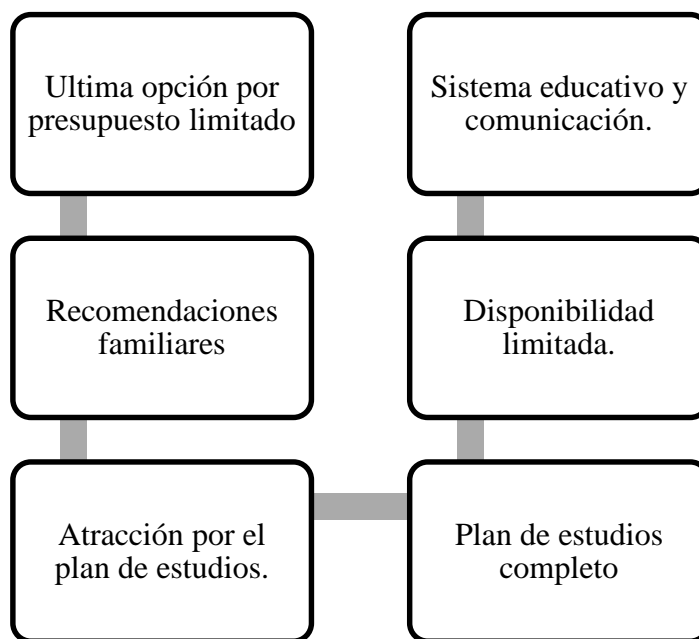 Ultima opción por
presupuesto limitado
Recomendaciones
familiares
Atracción por el
plan de estudios.
Plan de estudios
completo
Disponibilidad
limitada.
Sistema educativo y
comunicación.